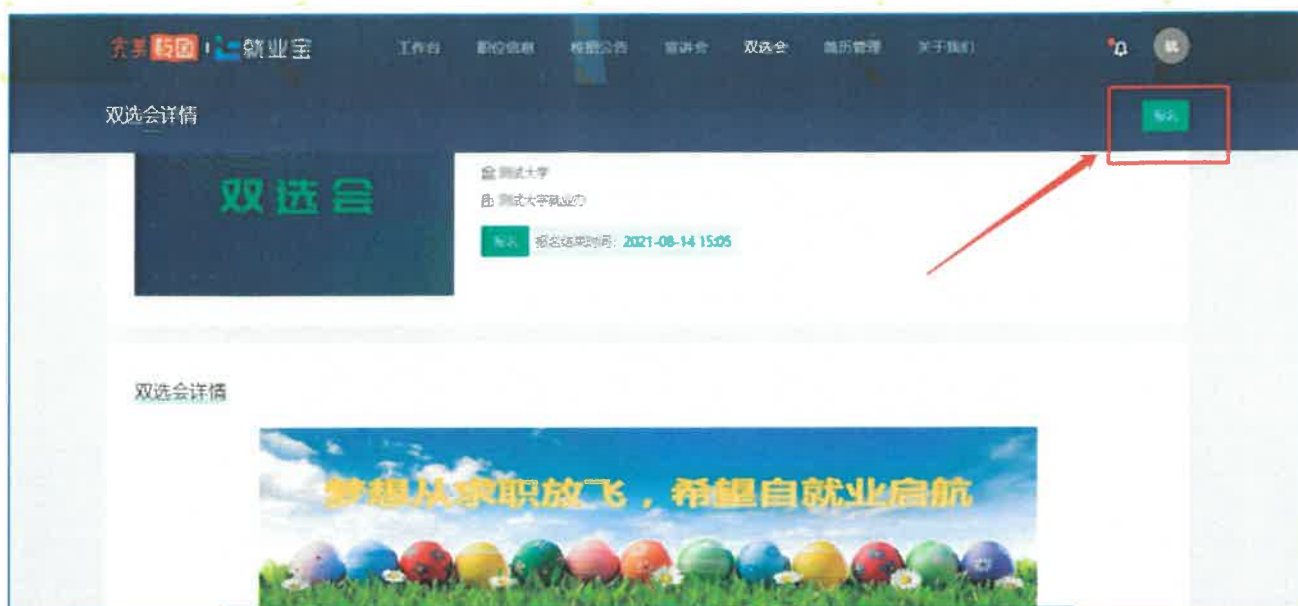 完美校园 就业宝 工作台 职位信息 校园公告 宣讲会 双选会 简历管理 关于我们
双选会详情
报名
双选会
测试大学
测试大学就业办
报名 报名结束时间: 2021-08-14 15:05
双选会详情
梦想从求职放飞，希望自就业启航